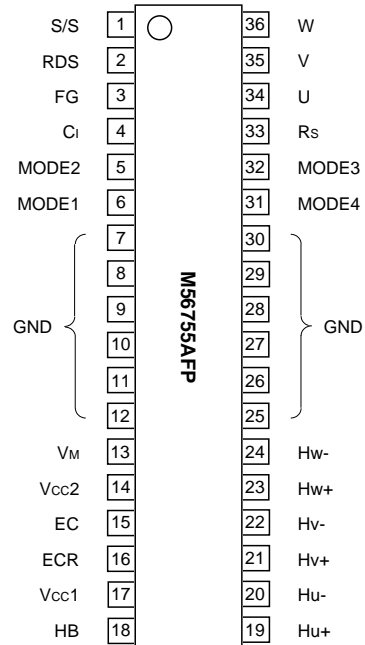 S/S 1 36 W
RDS 2 35 V
FG 3 34 U
CI 4 33 RS
MODE2 5 32 MODE3
MODE1 6 31 MODE4
7 30
8 29
9 28
GND 10 27 GND
11 26
12 25
M56755AFP
VM 13 24 Hw-
Vcc2 14 23 Hw+
EC 15 22 Hv-
ECR 16 21 Hv+
Vcc1 17 20 Hu-
HB 18 19 Hu+